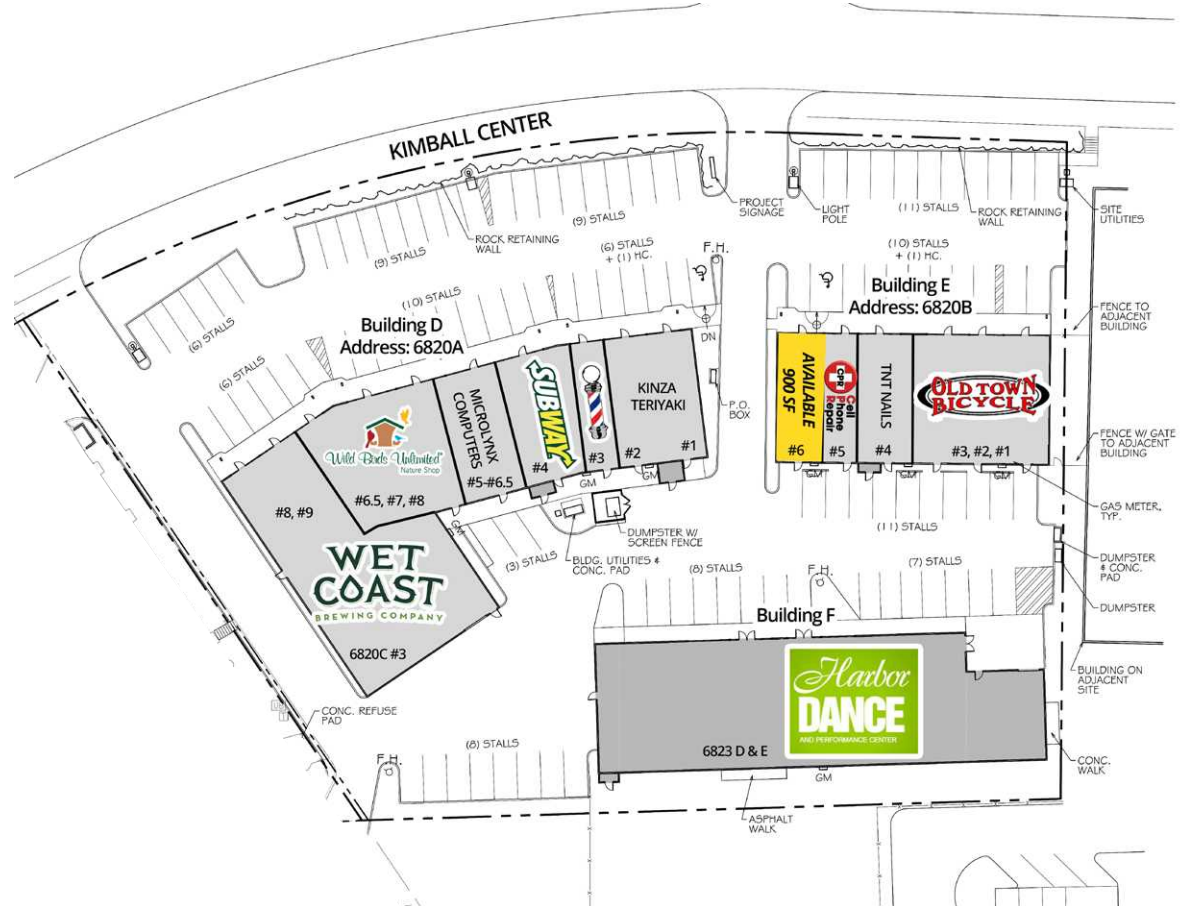 KIMBALL CENTER
PROJECT
SIGNAGE
LIGHT
POLE
(11) STALLS
ROCK RETAINING
WALL
SITE
UTILITIES
ROCK RETAINING
WALL
(9) STALLS
(9) STALLS
(6) STALLS
+ (1) HC.
F.H.
(10) STALLS
+ (1) HC.
(10) STALLS
(6) STALLS
(6) STALLS
Building D
Address: 6820A
Building E
Address: 6820B
DN
FENCE TO
ADJACENT
BUILDING
P.O.
BOX
FENCE W/ GATE
TO ADJACENT
BUILDING
Wild Birds Unlimited
Nature Shop
#6.5, #7, #8
MICROLYNX
COMPUTERS
#5-#6.5
SUBWAY
#4
#3
KINZA
TERIYAKI
#2
#1
AVAILABLE
900 SF
#6
CPR
Cell
Phone
Repair
#5
TNT NAILS
#4
OLD TOWN
BICYCLE
#3, #2, #1
GM
GM
GM
GM
GM
GM
GAS METER,
TYP.
#8, #9
WET
COAST
BREWING COMPANY
6820C #3
DUMPSTER W/
SCREEN FENCE
BLDG. UTILITIES &
CONC. PAD
(3) STALLS
(11) STALLS
(8) STALLS
F.H.
(7) STALLS
DUMPSTER
& CONC.
PAD
DUMPSTER
Building F
Harbor
DANCE
AND PERFORMANCE CENTER
6823 D & E
BUILDING ON
ADJACENT
SITE
CONC. REFUSE
PAD
(8) STALLS
F.H.
GM
CONC.
WALK
ASPHALT
WALK